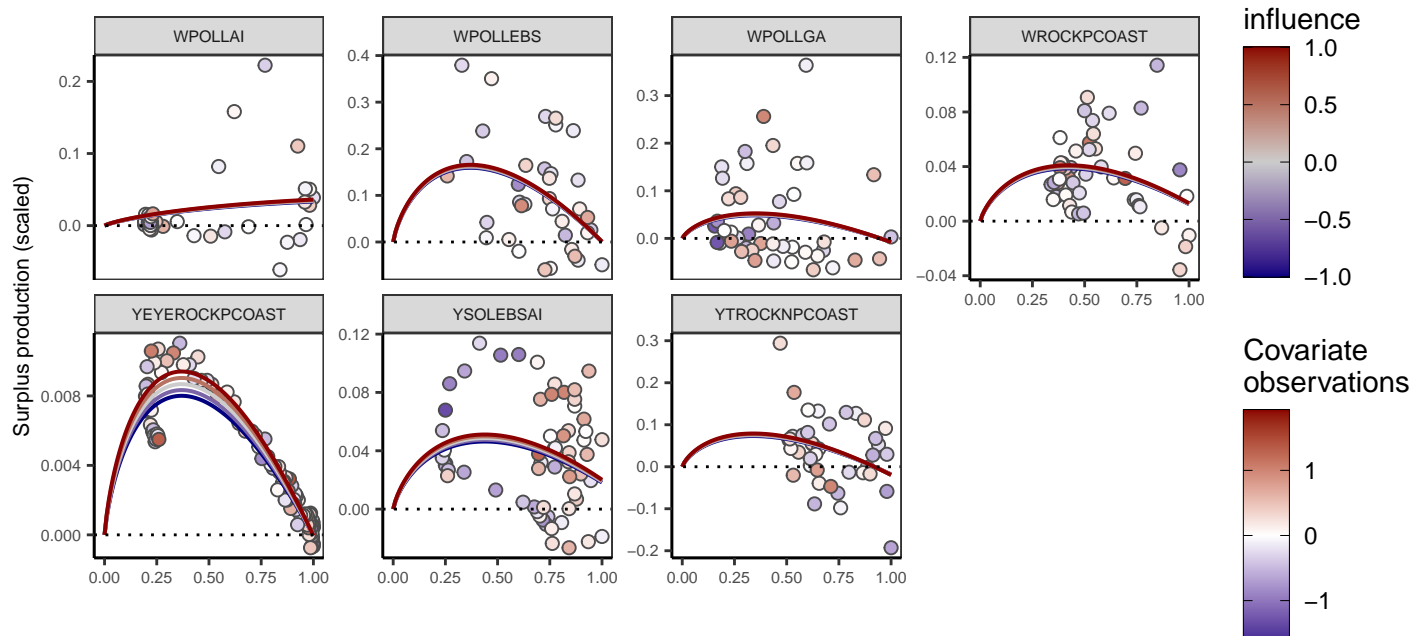 WPOLLAI
WPOLLEBS
WPOLLGA
WROCKPCOAST
0.2
0.1
0.0
0.4
0.3
0.2
0.1
0.0
0.3
0.2
0.1
0.0
0.12
0.08
0.04
0.00
−0.04
0.00 0.25 0.50 0.75 1.00
YEYEROCKPCOAST
YSOLEBSAI
YTROCKNPCOAST
0.008
0.004
0.000
0.12
0.08
0.04
0.00
0.3
0.2
0.1
0.0
−0.1
−0.2
0.00 0.25 0.50 0.75 1.00
0.00 0.25 0.50 0.75 1.00
0.00 0.25 0.50 0.75 1.00
Surplus production (scaled)
influence
1.0
0.5
0.0
−0.5
−1.0
Covariate
observations
1
0
−1